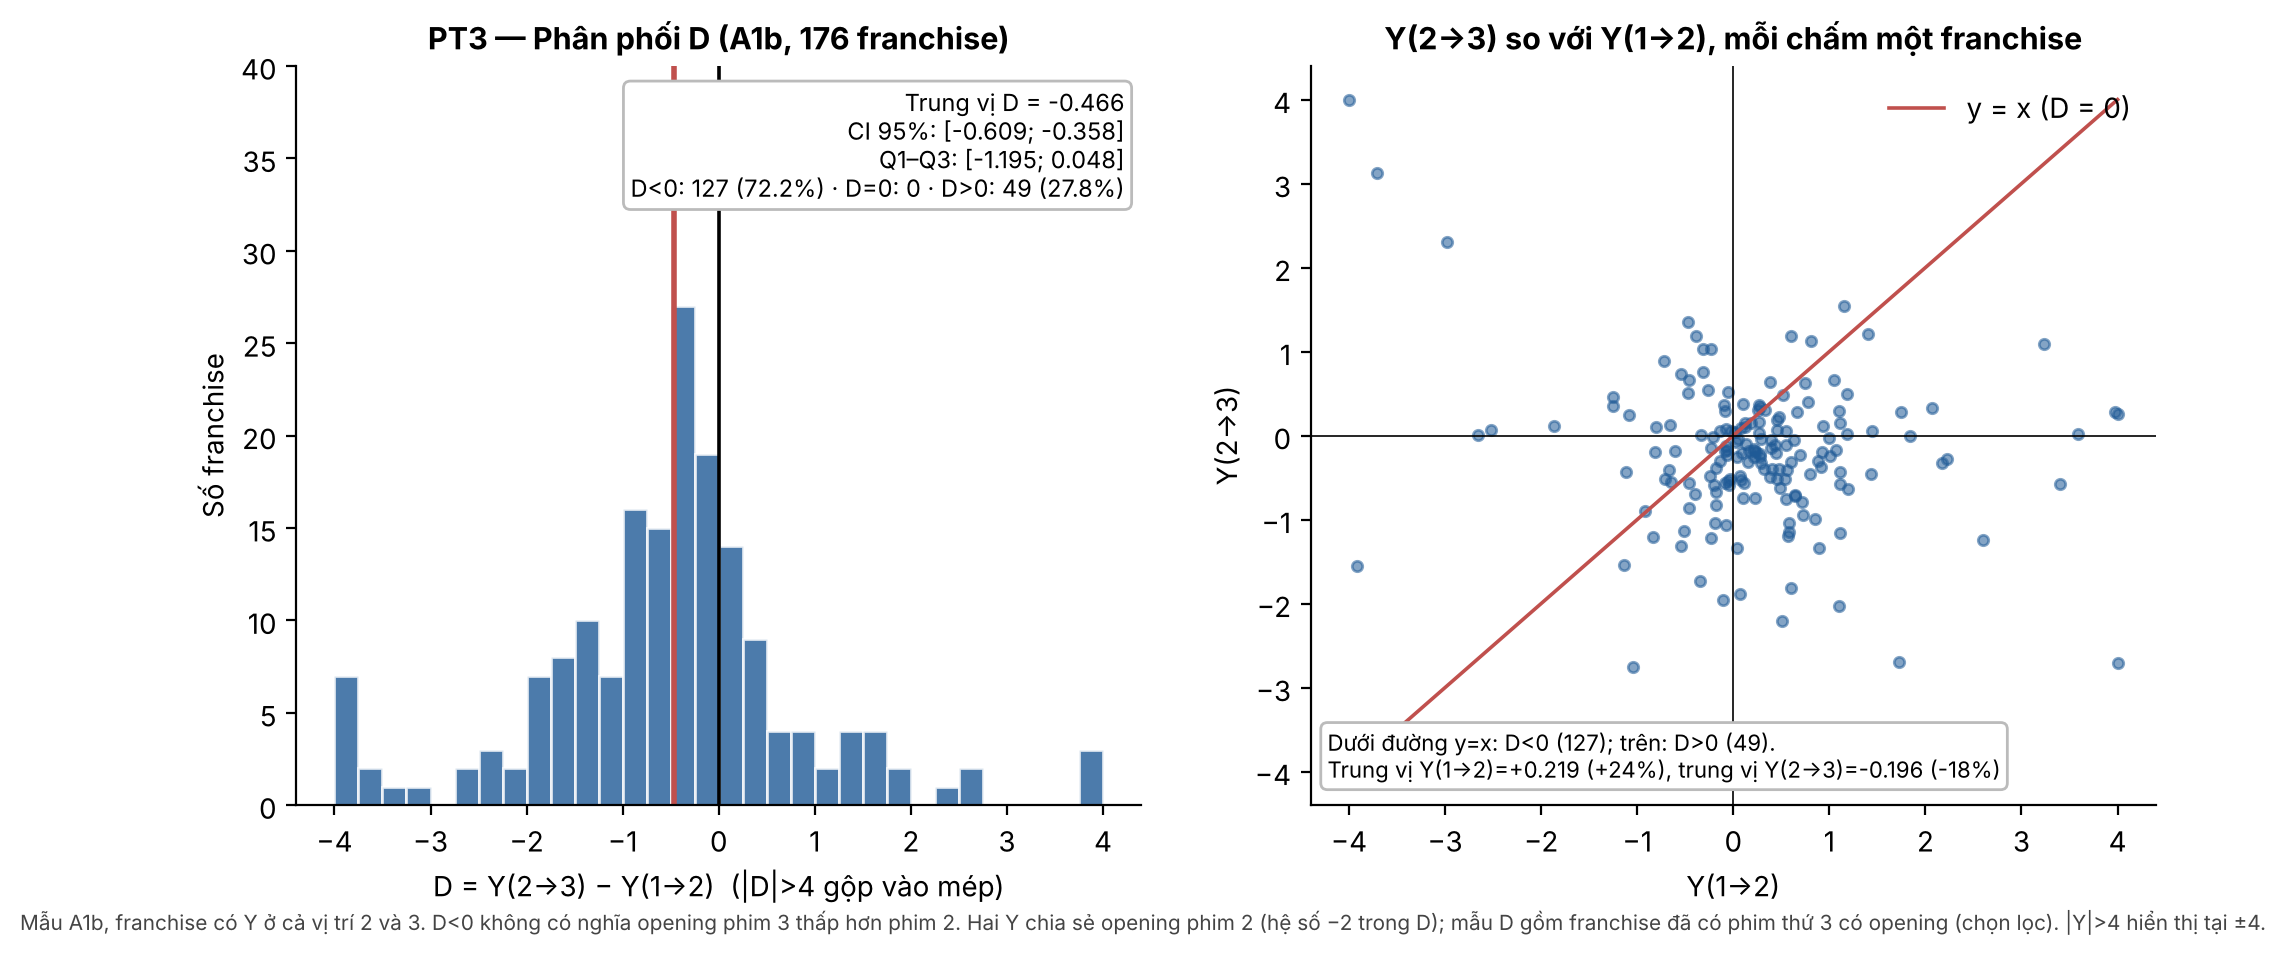 PT3 — Phân phối D (A1b, 176 franchise)
40
35
30
25
20
15
10
5
0
Số franchise
Trung vị D = -0.466
CI 95%: [-0.609; -0.358]
Q1–Q3: [-1.195; 0.048]
D<0: 127 (72.2%) · D=0: 0 · D>0: 49 (27.8%)
−4 −3 −2 −1 0 1 2 3 4
D = Y(2→3) − Y(1→2) (|D|>4 gộp vào mép)
Y(2→3) so với Y(1→2), mỗi chấm một franchise
4
3
2
1
0
−1
−2
−3
−4
Y(2→3)
y = x (D = 0)
Dưới đường y=x: D<0 (127); trên: D>0 (49).
Trung vị Y(1→2)=+0.219 (+24%), trung vị Y(2→3)=-0.196 (-18%)
−4 −3 −2 −1 0 1 2 3 4
Y(1→2)
Mẫu A1b, franchise có Y ở cả vị trí 2 và 3. D<0 không có nghĩa opening phim 3 thấp hơn phim 2. Hai Y chia sẻ opening phim 2 (hệ số −2 trong D); mẫu D gồm franchise đã có phim thứ 3 có opening (chọn lọc). |Y|>4 hiển thị tại ±4.